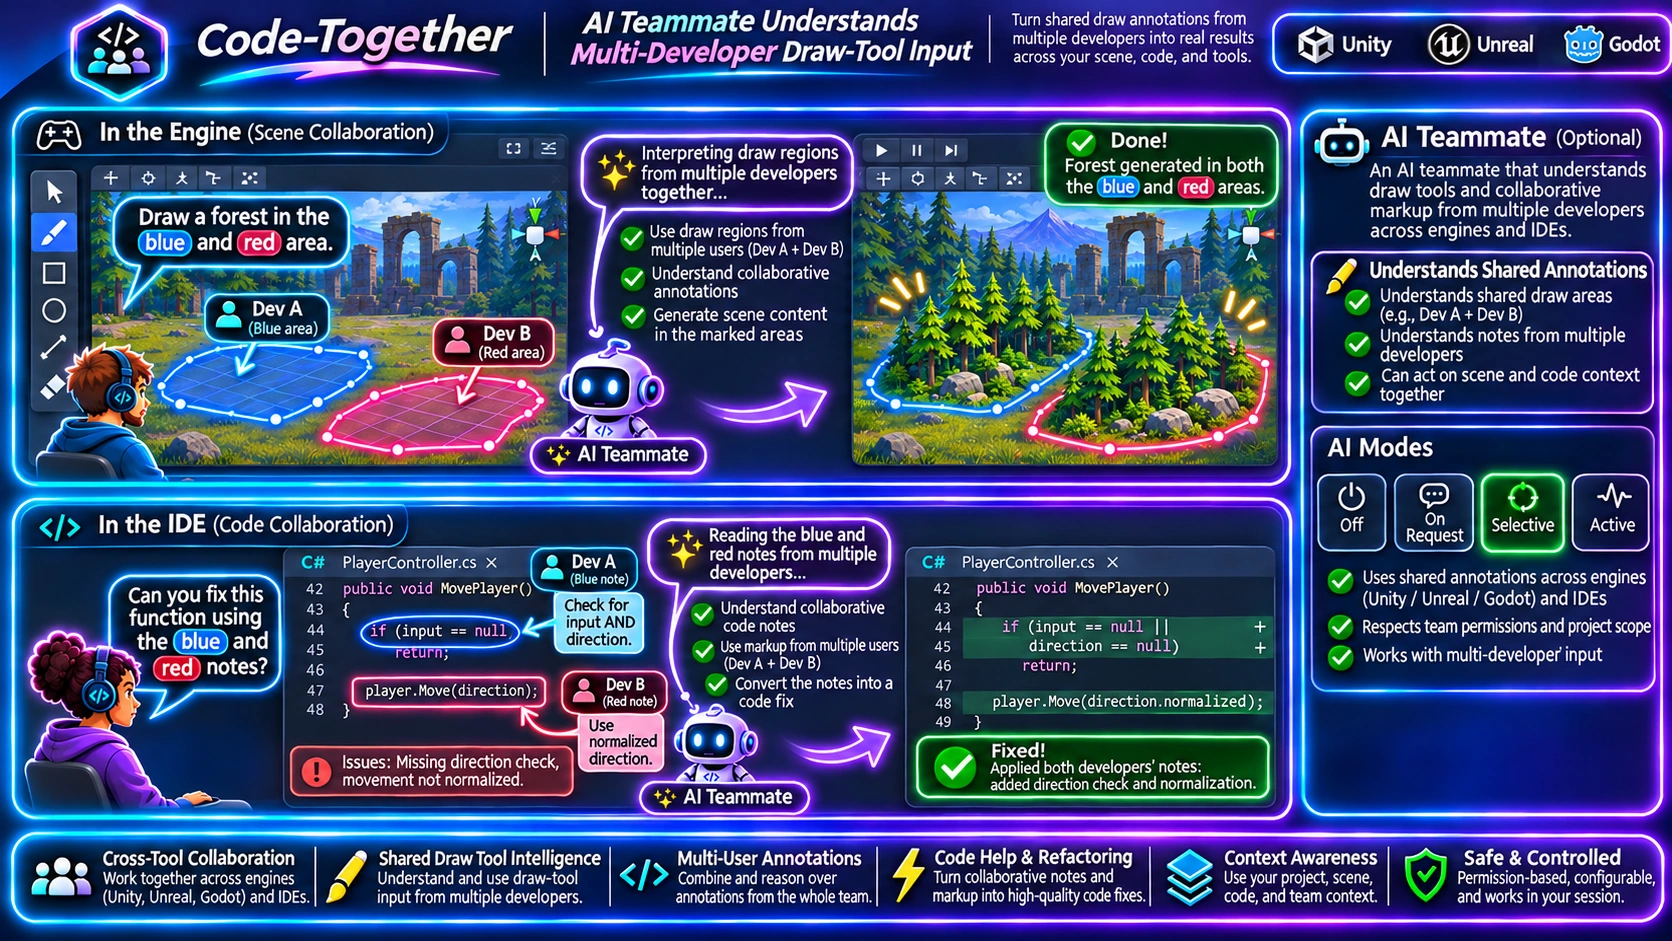 </>
Code-Together
AI Teammate Understands
Multi-Developer Draw-Tool Input
Turn shared draw annotations from
multiple developers into real results
across your scene, code, and tools.
Unity
Unreal
Godot
In the Engine (Scene Collaboration)
Draw a forest in the
blue and red area.
Dev A
(Blue area)
Dev B
(Red area)
Y
A
</>
Interpreting draw regions
from multiple developers
together...
Use draw regions from
multiple users (Dev A + Dev B)
Understand collaborative
annotations
Generate scene content
in the marked areas
</>
AI Teammate
Done!
Forest generated in both
the blue and red areas.
Y
A
AI Teammate (Optional)
An AI teammate that understands
draw tools and collaborative
markup from multiple developers
across engines and IDEs.
Understands Shared Annotations
Understands shared draw areas
(e.g., Dev A + Dev B)
Understands notes from multiple
developers
Can act on scene and code context
together
AI Modes
Off
On
Request
Selective
Active
Uses shared annotations across engines
(Unity / Unreal / Godot) and IDEs
Respects team permissions and project scope
Works with multi-developer input
</> In the IDE (Code Collaboration)
Can you fix this
function using
the blue and
red notes?
</>
C# PlayerController.cs ×
42 public void MovePlayer()
43 {
44 if (input == null
45 return;
46
47 player.Move(direction);
48 }
Dev A
(Blue note)
Check for
input AND
direction.
Dev B
(Red note)
Use
normalized
direction.
! Issues: Missing direction check,
movement not normalized.
Reading the blue and
red notes from multiple
developers...
Understand collaborative
code notes
Use markup from multiple users
(Dev A + Dev B)
Convert the notes into a
code fix
</>
AI Teammate
C# PlayerController.cs ×
42 public void MovePlayer()
43 {
44 if (input == null || +
45 direction == null) +
46 return;
47
48 player.Move(direction.normalized);
49 }
Fixed!
Applied both developers' notes:
added direction check and normalization.
Cross-Tool Collaboration
Work together across engines
(Unity, Unreal, Godot) and IDEs.
Shared Draw Tool Intelligence
Understand and use draw-tool
input from multiple developers.
</>
Multi-User Annotations
Combine and reason over
annotations from the whole team.
Code Help & Refactoring
Turn collaborative notes and
markup into high-quality code fixes.
Context Awareness
Use your project, scene,
code, and team context.
Safe & Controlled
Permission-based, configurable,
and works in your session.